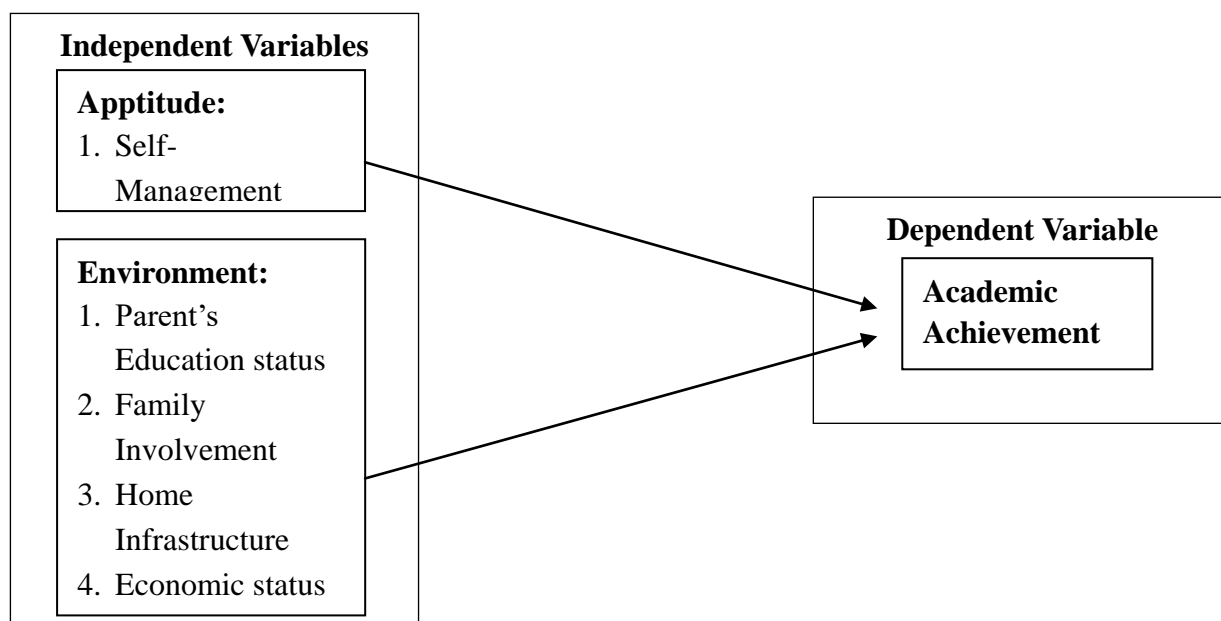 Independent Variables
Apptitude:
1. Self-
Management
Environment:
1. Parent’s
Education status
2. Family
Involvement
3. Home
Infrastructure
4. Economic status
Dependent Variable
Academic
Achievement